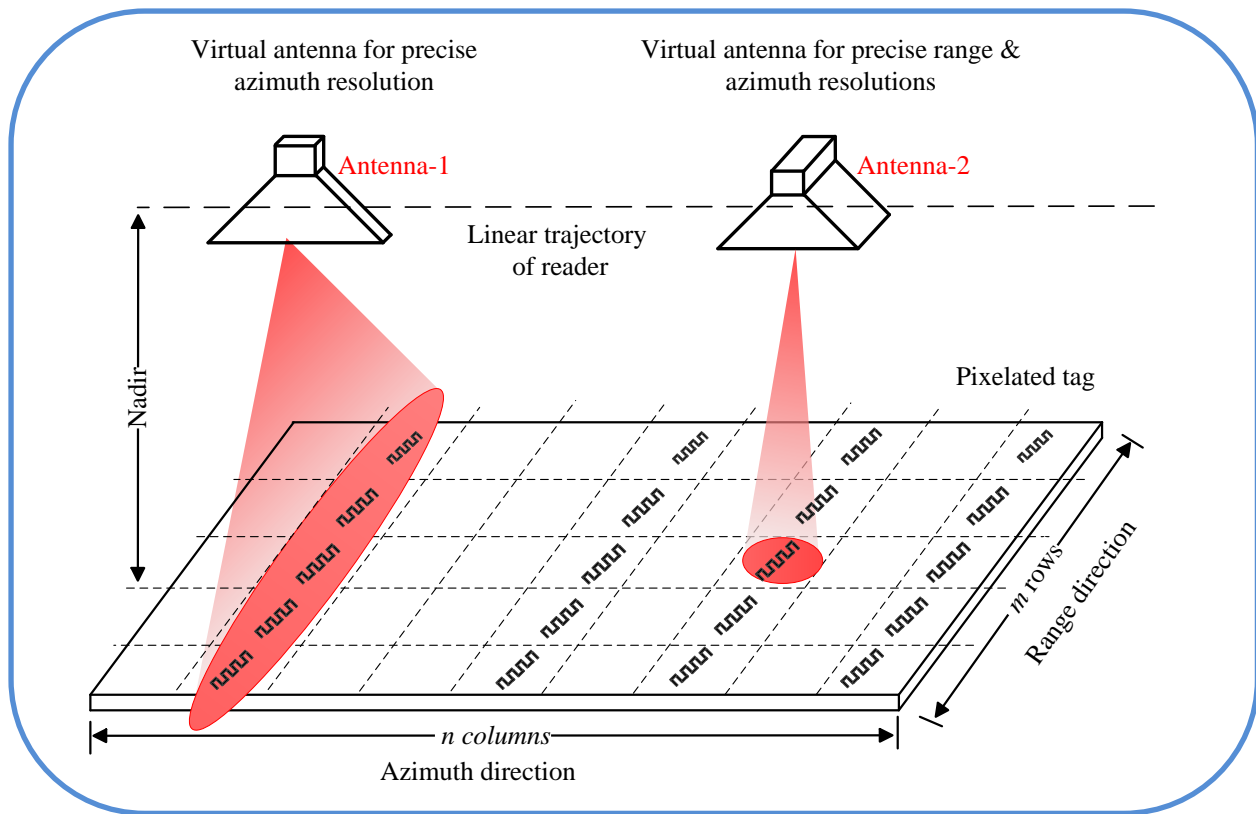 Virtual antenna for precise
azimuth resolution
Virtual antenna for precise range &
azimuth resolutions
Antenna-1
Antenna-2
Linear trajectory
of reader
Nadir
Pixelated tag
m rows
Range direction
n columns
Azimuth direction